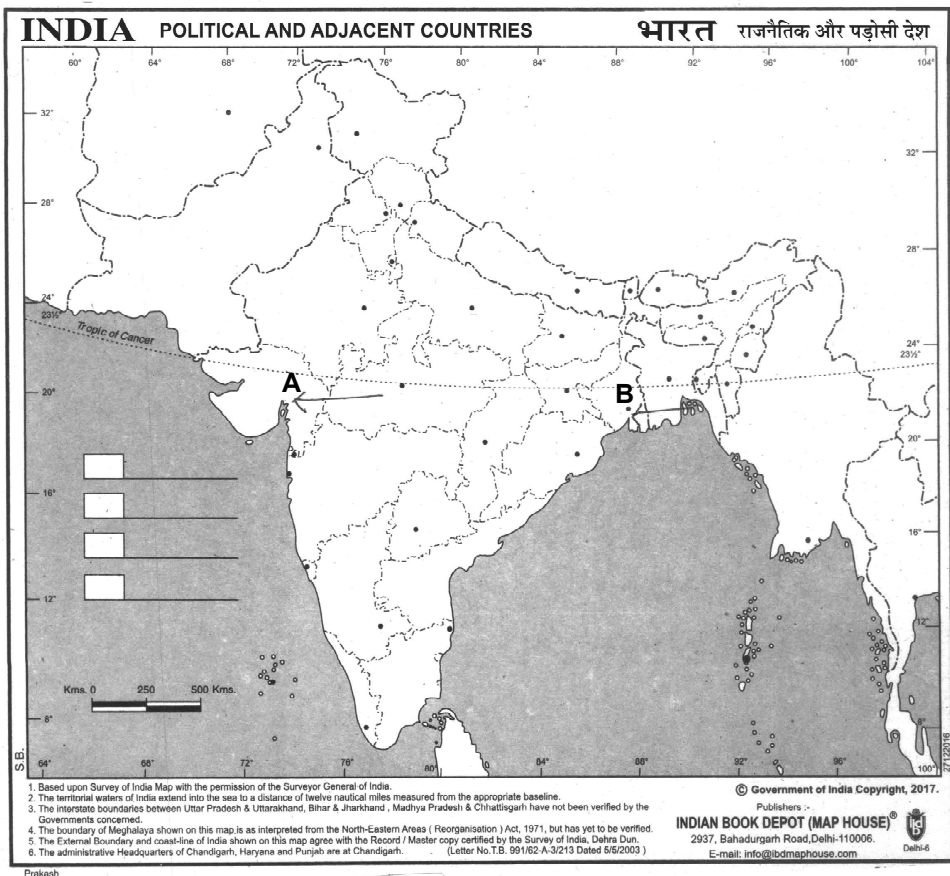 INDIA POLITICAL AND ADJACENT COUNTRIES भारत राजनैतिक और पड़ोसी देश
60° 64° 68° 72° 76° 80° 84° 88° 92° 96° 100° 104°
32° 32°
28° 28°
24° 24°
23½° 23½°
Tropic of Cancer
A
B
20° 20°
16° 16°
12° 12°
Kms. 0 250 500 Kms.
8° 8°
64° 68° 72° 76° 80° 84° 88° 92° 96° 100°
S.B.
27122016
1. Based upon Survey of India Map with the permission of the Surveyor General of India.
2. The territorial waters of India extend into the sea to a distance of twelve nautical miles measured from the appropriate baseline.
3. The interstate boundaries between Uttar Pradesh & Uttarakhand, Bihar & Jharkhand , Madhya Pradesh & Chhattisgarh have not been verified by the
Governments concerned.
4. The boundary of Meghalaya shown on this map,is as interpreted from the North-Eastern Areas ( Reorganisation ) Act, 1971, but has yet to be verified.
5. The External Boundary and coast-line of India shown on this map agree with the Record / Master copy certified by the Survey of India, Dehra Dun.
6. The administrative Headquarters of Chandigarh, Haryana and Punjab are at Chandigarh. (Letter No.T.B. 991/62-A-3/213 Dated 5/5/2003 )
© Government of India Copyright, 2017.
Publishers :-
INDIAN BOOK DEPOT (MAP HOUSE)®
2937, Bahadurgarh Road,Delhi-110006.
E-mail: info@ibdmaphouse.com
Delhi-6
Prakash